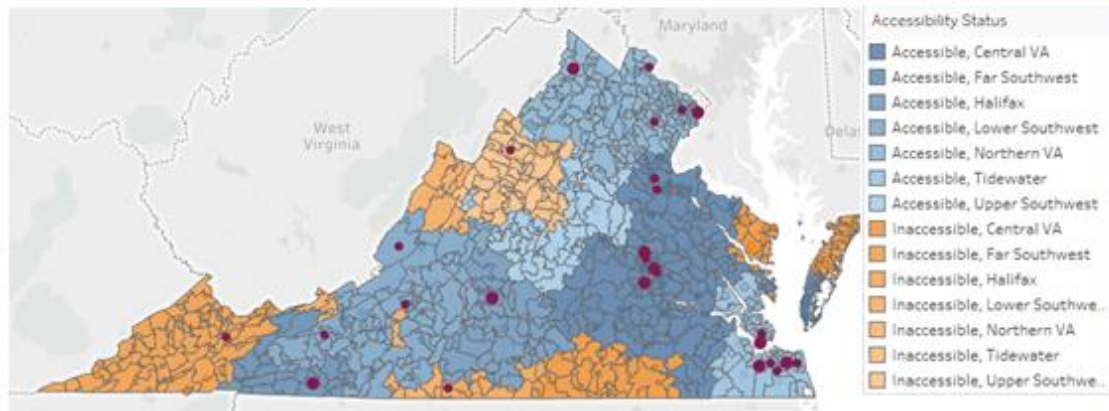 Maryland
West
Virginia
Delaw
Accessibility Status
Accessible, Central VA
Accessible, Far Southwest
Accessible, Halifax
Accessible, Lower Southwest
Accessible, Northern VA
Accessible, Tidewater
Accessible, Upper Southwest
Inaccessible, Central VA
Inaccessible, Far Southwest
Inaccessible, Halifax
Inaccessible, Lower Southwe..
Inaccessible, Northern VA
Inaccessible, Tidewater
Inaccessible, Upper Southwe..